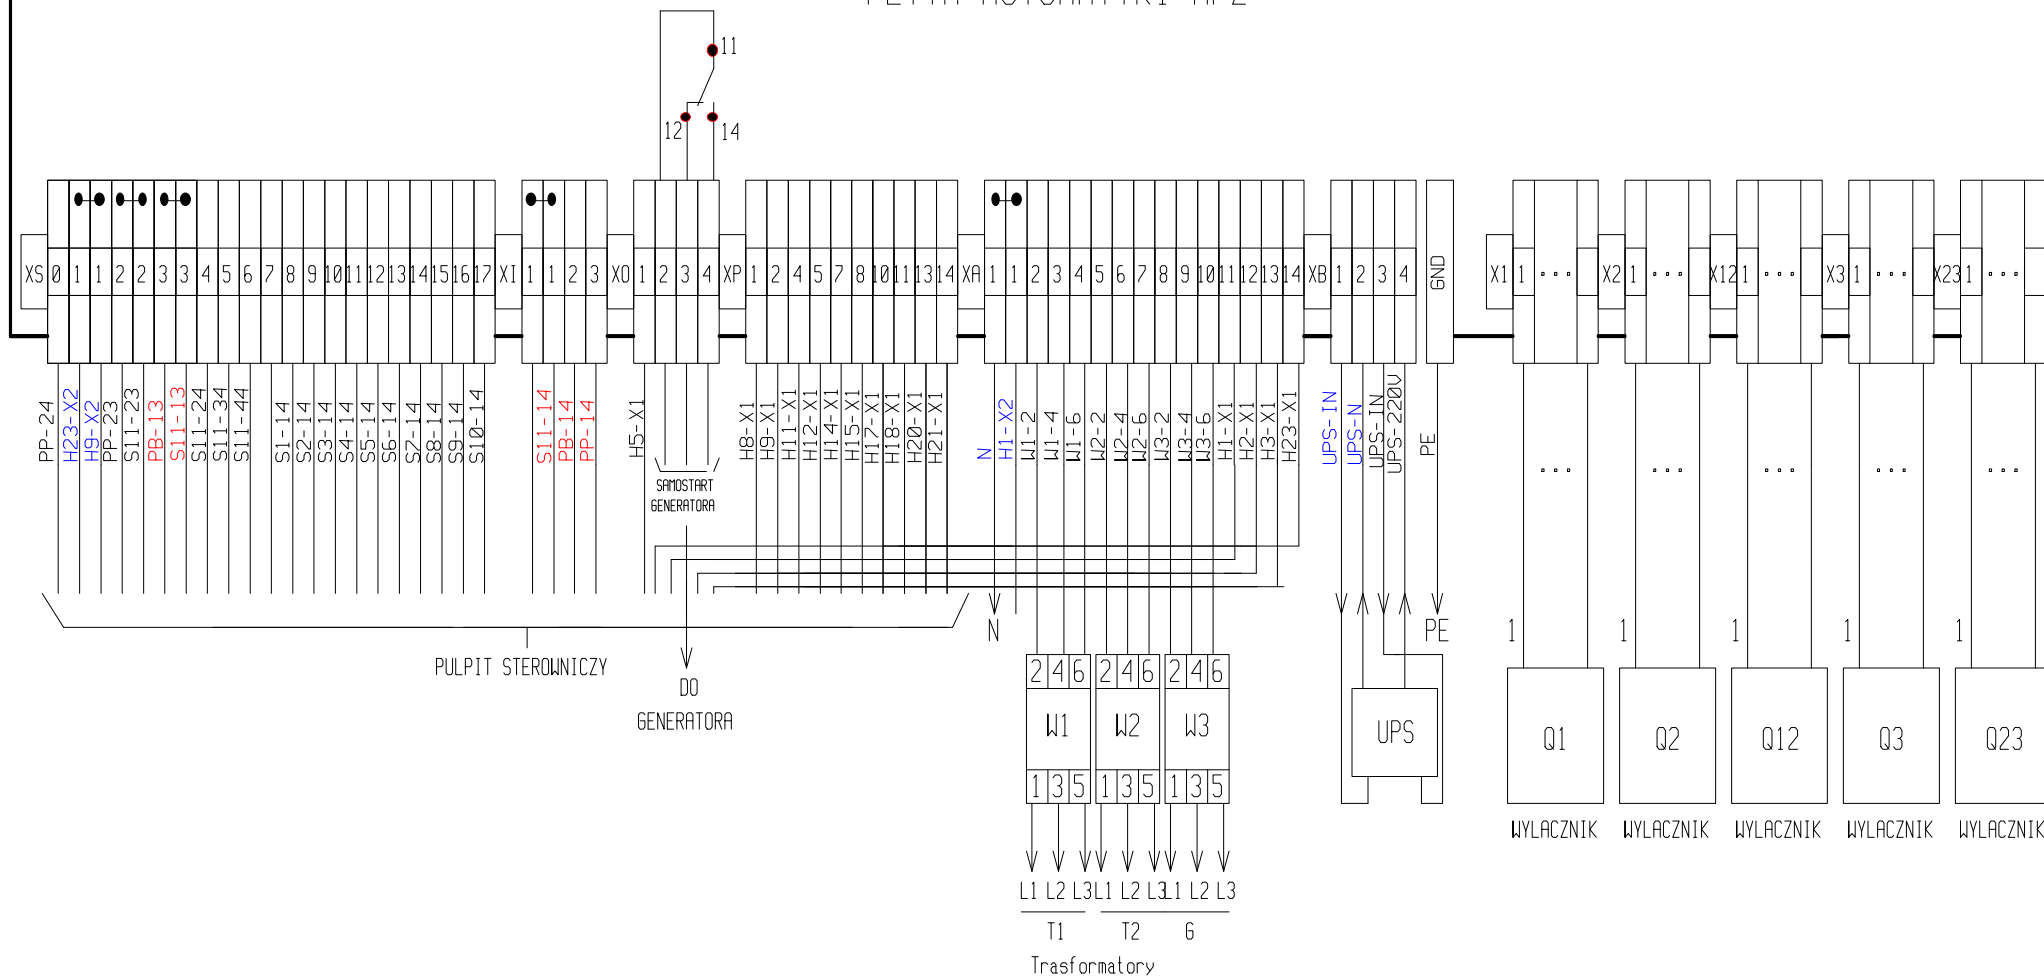 11
12 14
XS 0 1 1 2 2 3 3 4 5 6 7 8 9 10 11 12 13 14 15 16 17 XI 1 1 2 3 XO 1 2 3 4 XP 1 2 4 5 7 8 10 11 13 14 XA 1 1 2 3 4 5 6 7 8 9 10 11 12 13 14 XB 1 2 3 4 GND X1 1 ... X2 1 ... X12 1 ... X3 1 ... X23 1 ...
PP-24
H23-X2
H9-X2
PP-23
S11-23
PB-13
S11-13
S11-24
S11-34
S11-44
S1-14
S2-14
S3-14
S4-14
S5-14
S6-14
S7-14
S8-14
S9-14
S10-14
S11-14
PB-14
PP-14
H5-X1
H8-X1
H9-X1
H11-X1
H12-X1
H14-X1
H15-X1
H17-X1
H18-X1
H20-X1
H21-X1
N
H1-X2
W1-2
W1-4
W1-6
W2-2
W2-4
W2-6
W3-2
W3-4
W3-6
H1-X1
H2-X1
H3-X1
H23-X1
UPS-IN
UPS-N
UPS-IN
UPS-220V
PE
... ... ... ... ...
SAMOSTART
GENERATORA
N PE 1 1 1 1 1
PULPIT STEROWNICZY
DO
GENERATORA
2 4 6 2 4 6 2 4 6
W1 W2 W3 UPS Q1 Q2 Q12 Q3 Q23
1 3 5 1 3 5 1 3 5
WYLACZNIK WYLACZNIK WYLACZNIK WYLACZNIK WYLACZNIK
L1 L2 L3 L1 L2 L3 L1 L2 L3
T1 T2 G
Trasformatory